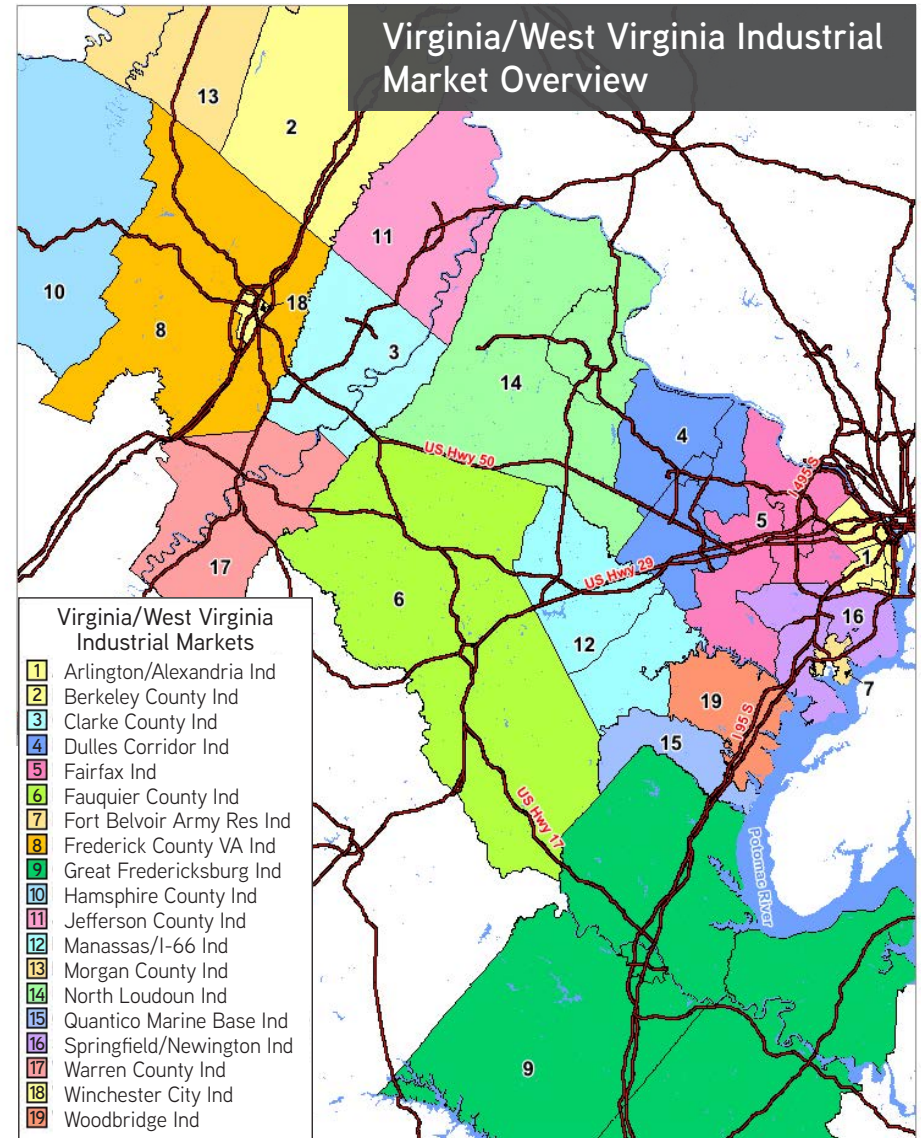 Virginia/West Virginia Industrial
Market Overview
13
2
11
10
18
8
3
14
4
US Hwy 50
I 495 S
5
17
1
US Hwy 29
6
16
12
7
19
15
I 95 S
US Hwy 17
Potomac River
9
Virginia/West Virginia
Industrial Markets
1 Arlington/Alexandria Ind
2 Berkeley County Ind
3 Clarke County Ind
4 Dulles Corridor Ind
5 Fairfax Ind
6 Fauquier County Ind
7 Fort Belvoir Army Res Ind
8 Frederick County VA Ind
9 Great Fredericksburg Ind
10 Hamsphire County Ind
11 Jefferson County Ind
12 Manassas/I-66 Ind
13 Morgan County Ind
14 North Loudoun Ind
15 Quantico Marine Base Ind
16 Springfield/Newington Ind
17 Warren County Ind
18 Winchester City Ind
19 Woodbridge Ind